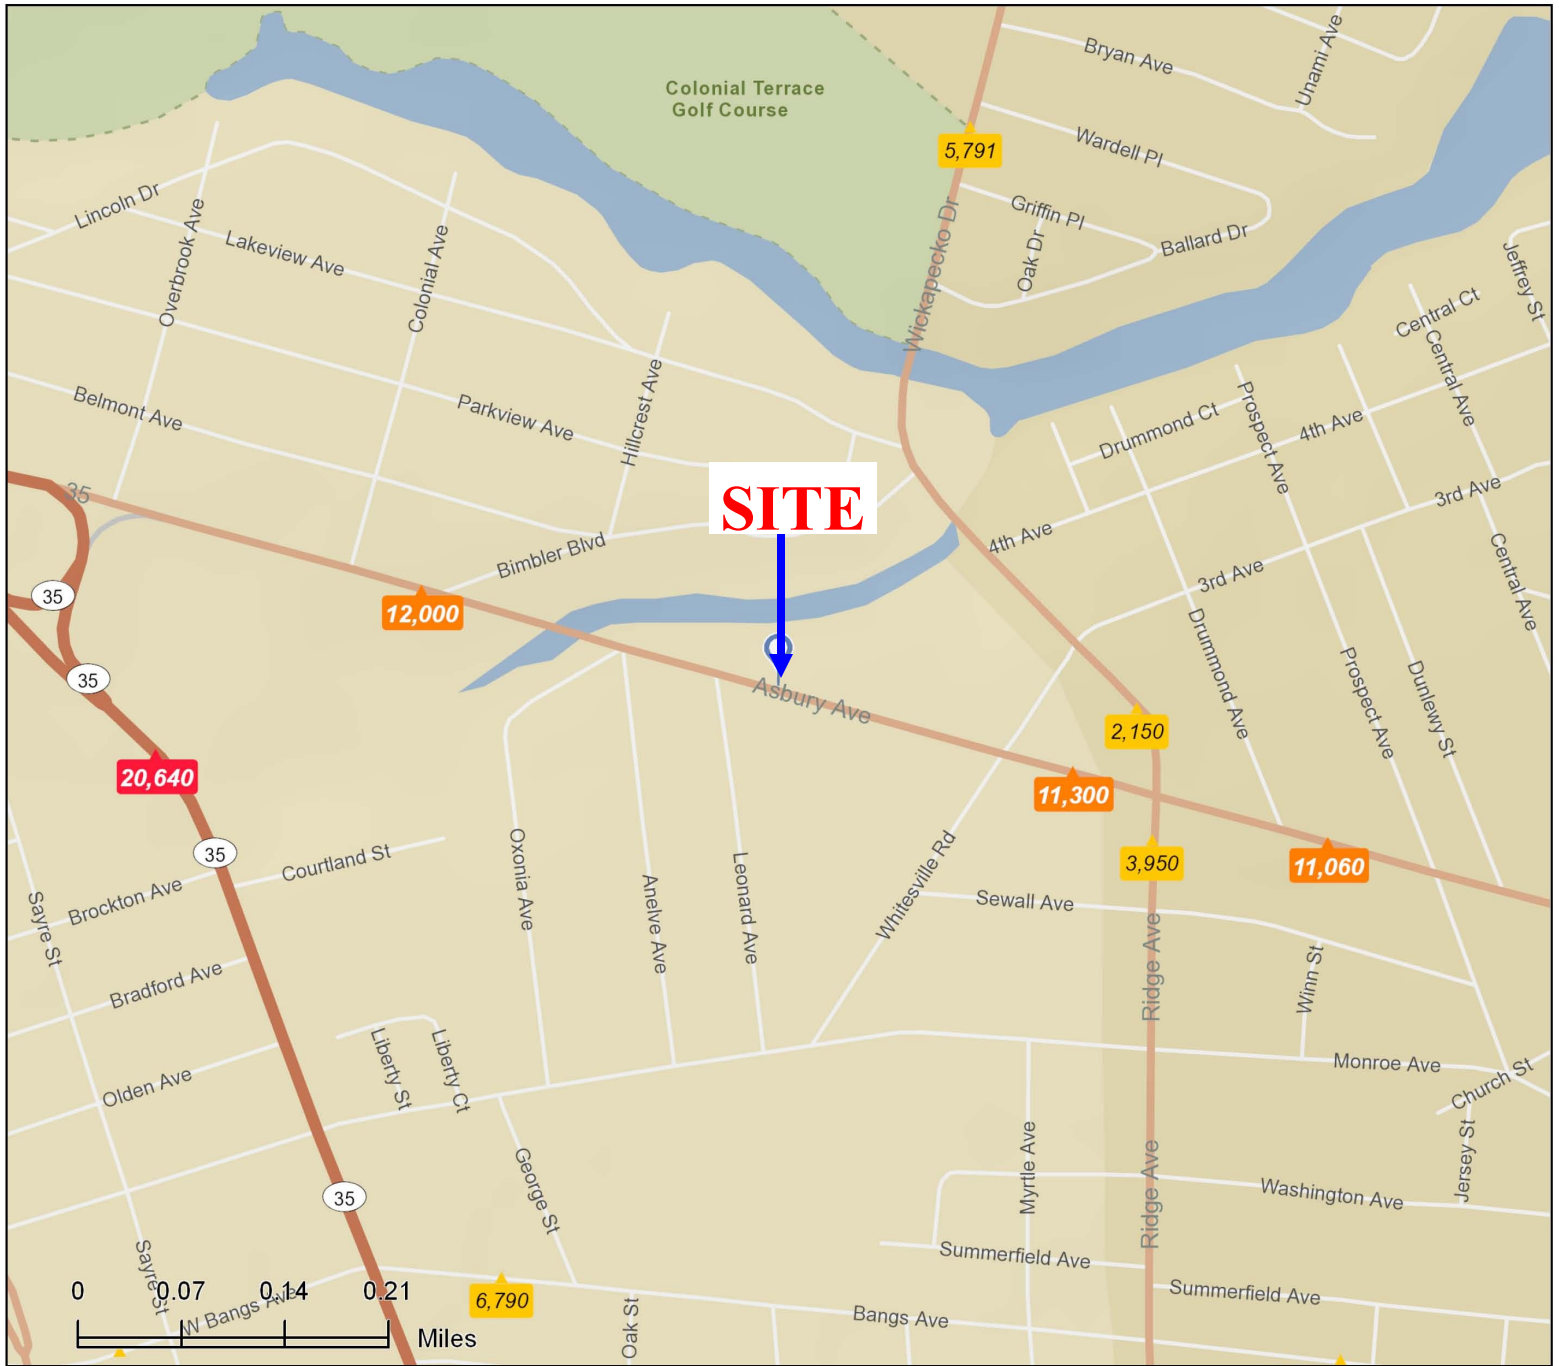 Bryan Ave
Unami Ave
Colonial Terrace
Golf Course
5,791
Wardell Pl
Lincoln Dr
Overbrook Ave
Lakeview Ave
Colonial Ave
Wickapecko Dr
Griffin Pl
Oak Dr
Ballard Dr
Jeffrey St
Central Ct
Central Ave
Belmont Ave
Parkview Ave
Hillcrest Ave
Drummond Ct
Prospect Ave
4th Ave
3rd Ave
35
SITE
Bimbler Blvd
4th Ave
3rd Ave
Central Ave
35
12,000
Drummond Ave
Prospect Ave
Dunlewy St
35
Asbury Ave
2,150
20,640
11,300
35
Courtland St
Brockton Ave
Sayre St
Oxonia Ave
Anelve Ave
Leonard Ave
Whitesville Rd
3,950
11,060
Sewall Ave
Ridge Ave
Winn St
Bradford Ave
Liberty St
Liberty Ct
Olden Ave
Monroe Ave
Church St
Jersey St
35
George St
Myrtle Ave
Ridge Ave
Washington Ave
Summerfield Ave
Summerfield Ave
Sayre St
W Bangs Ave
6,790
Oak St
Bangs Ave
0 0.07 0.14 0.21
Miles